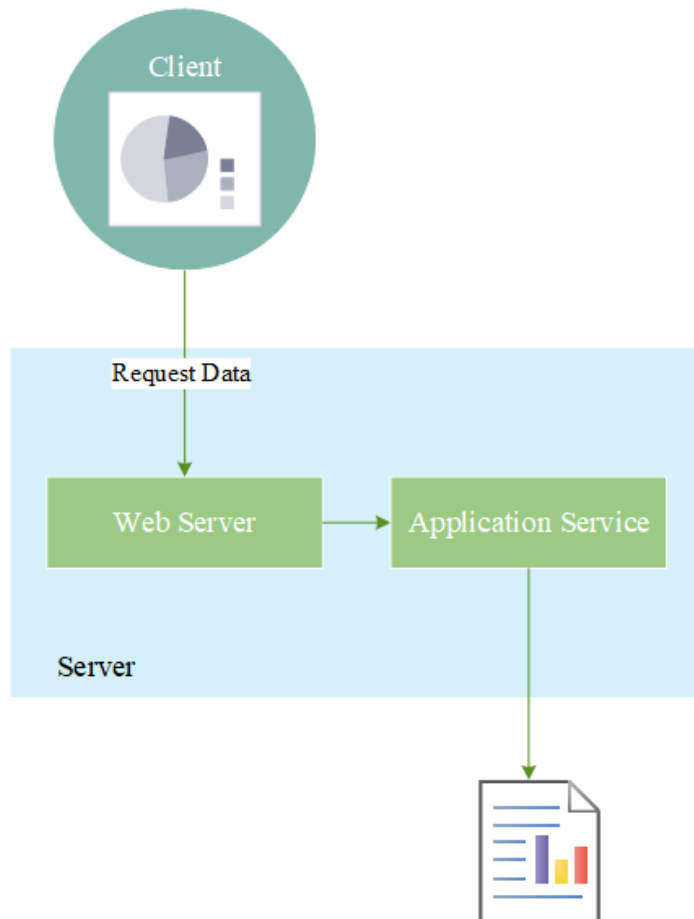 Client
Request Data
Web Server
Application Service
Server